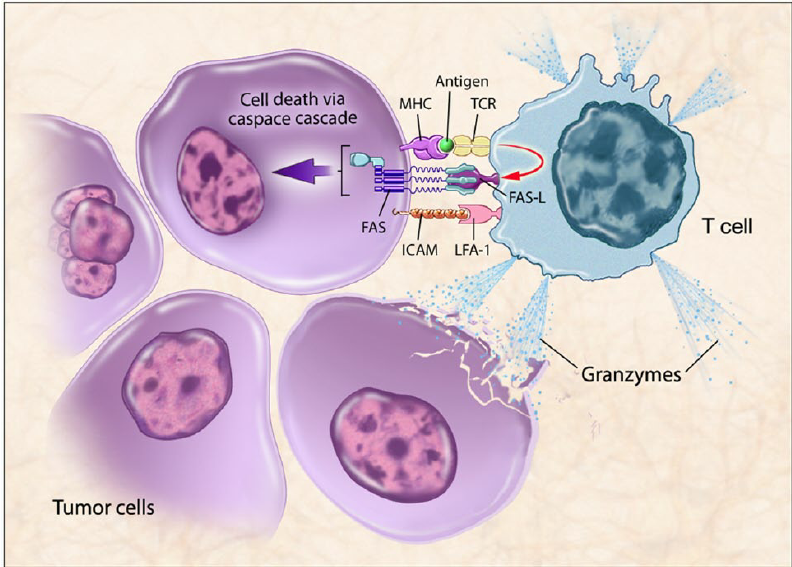 Antigen
MHC
TCR
Cell death via
caspace cascade
FAS-L
FAS
ICAM
LFA-1
T cell
Granzymes
Tumor cells